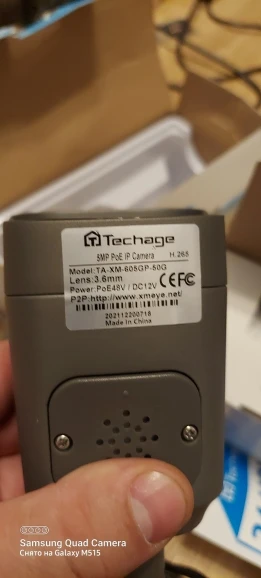 Techage
5MP PoE IP Camera H.265
Model: TA-XM-605GP-50G
Lens: 3.6mm
Power: PoE48V / DC12V CE FC
P2P: http://www.xmeye.net/
202112200718
Made In China
Samsung Quad Camera
Снято на Galaxy M51S